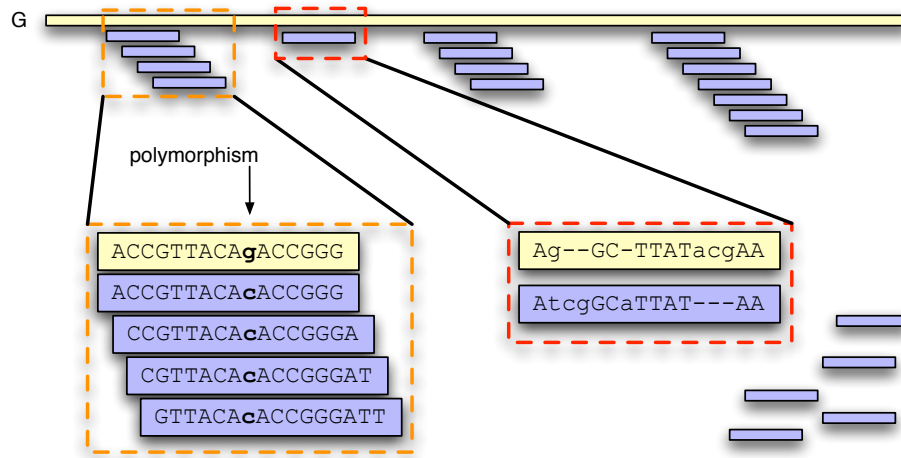 G
polymorphism
ACCGTTACAgACCGGG
ACCGTTACAcACCGGG
CCGTTACAcACCGGGA
CGTTACAcACCGGGAT
GTTACAcACCGGGATT
Ag--GC-TTATacgAA
AtcgGCaTTAT---AA